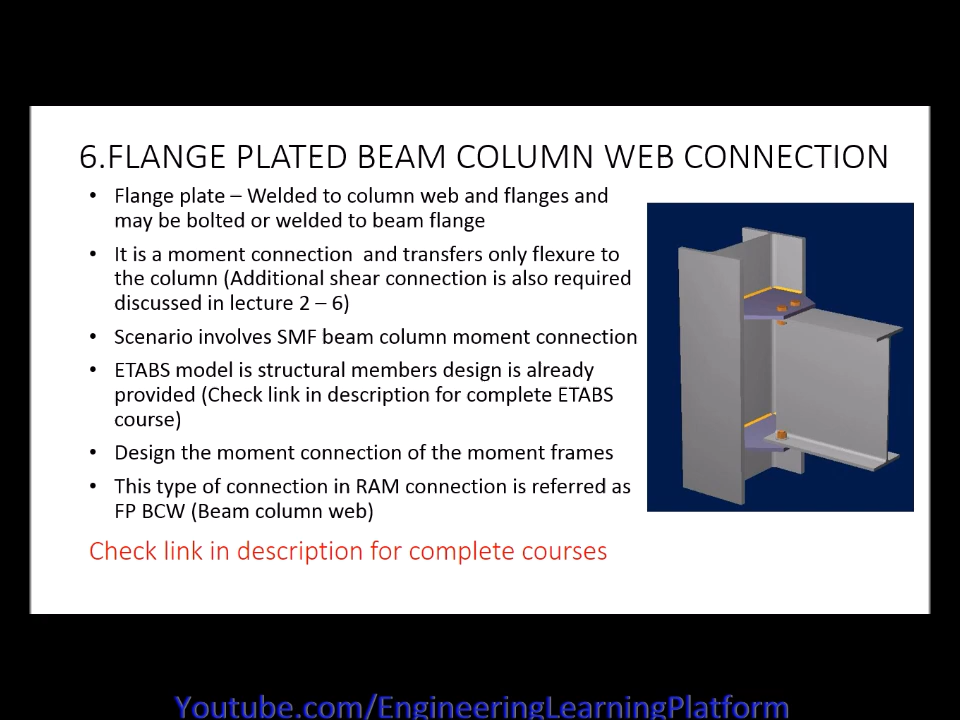 6.FLANGE PLATED BEAM COLUMN WEB CONNECTION
• Flange plate – Welded to column web and flanges and
may be bolted or welded to beam flange
• It is a moment connection and transfers only flexure to
the column (Additional shear connection is also required
discussed in lecture 2 – 6)
• Scenario involves SMF beam column moment connection
• ETABS model is structural members design is already
provided (Check link in description for complete ETABS
course)
• Design the moment connection of the moment frames
• This type of connection in RAM connection is referred as
FP BCW (Beam column web)
Check link in description for complete courses
Youtube.com/EngineeringLearningPlatform